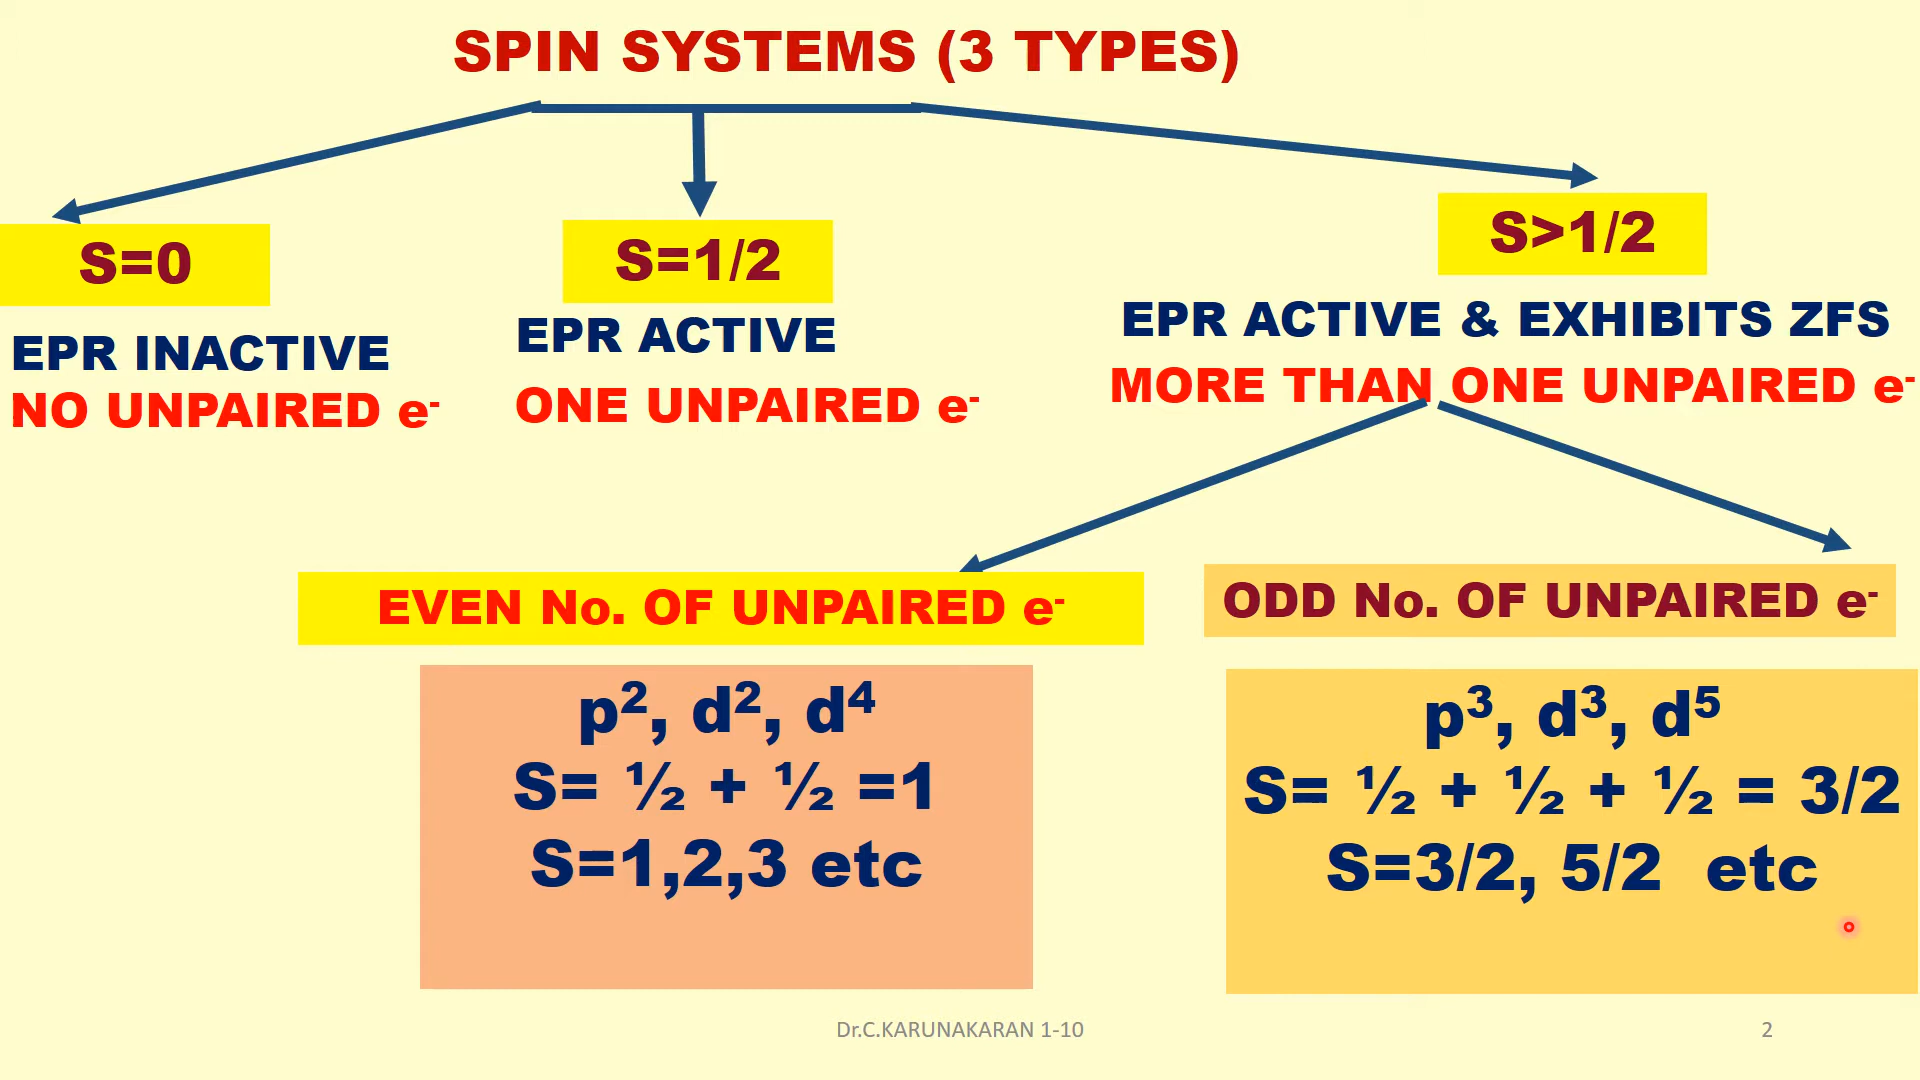 SPIN SYSTEMS (3 TYPES)
S=0
EPR INACTIVE
NO UNPAIRED e⁻
S=1/2
EPR ACTIVE
ONE UNPAIRED e⁻
S>1/2
EPR ACTIVE & EXHIBITS ZFS
MORE THAN ONE UNPAIRED e⁻
EVEN No. OF UNPAIRED e⁻
p², d², d⁴
S= ½ + ½ =1
S=1,2,3 etc
ODD No. OF UNPAIRED e⁻
p³, d³, d⁵
S= ½ + ½ + ½ = 3/2
S=3/2, 5/2 etc
Dr.C.KARUNAKARAN 1-10
2